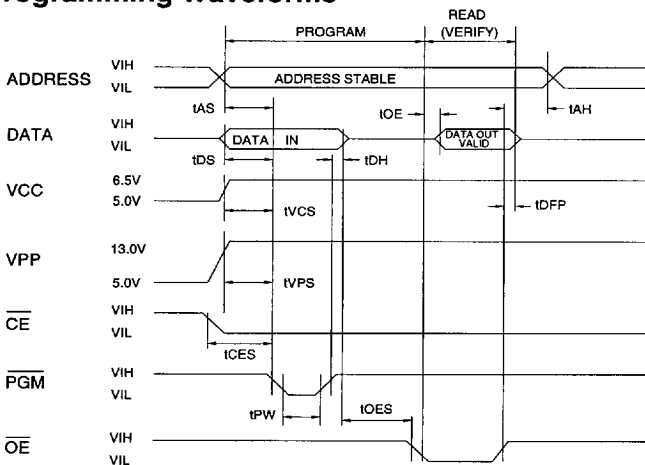 rogramming waveforms
READ
PROGRAM (VERIFY)
ADDRESS VIH ADDRESS STABLE
VIL
tAS tOE tAH
DATA VIH DATA IN DATA OUT
VIL VALID
tDS tDH
VCC 6.5V
5.0V tVCS tDFP
VPP 13.0V
5.0V tVPS
CE VIH
VIL
tCES
PGM VIH
VIL
tPW tOES
OE VIH
VIL